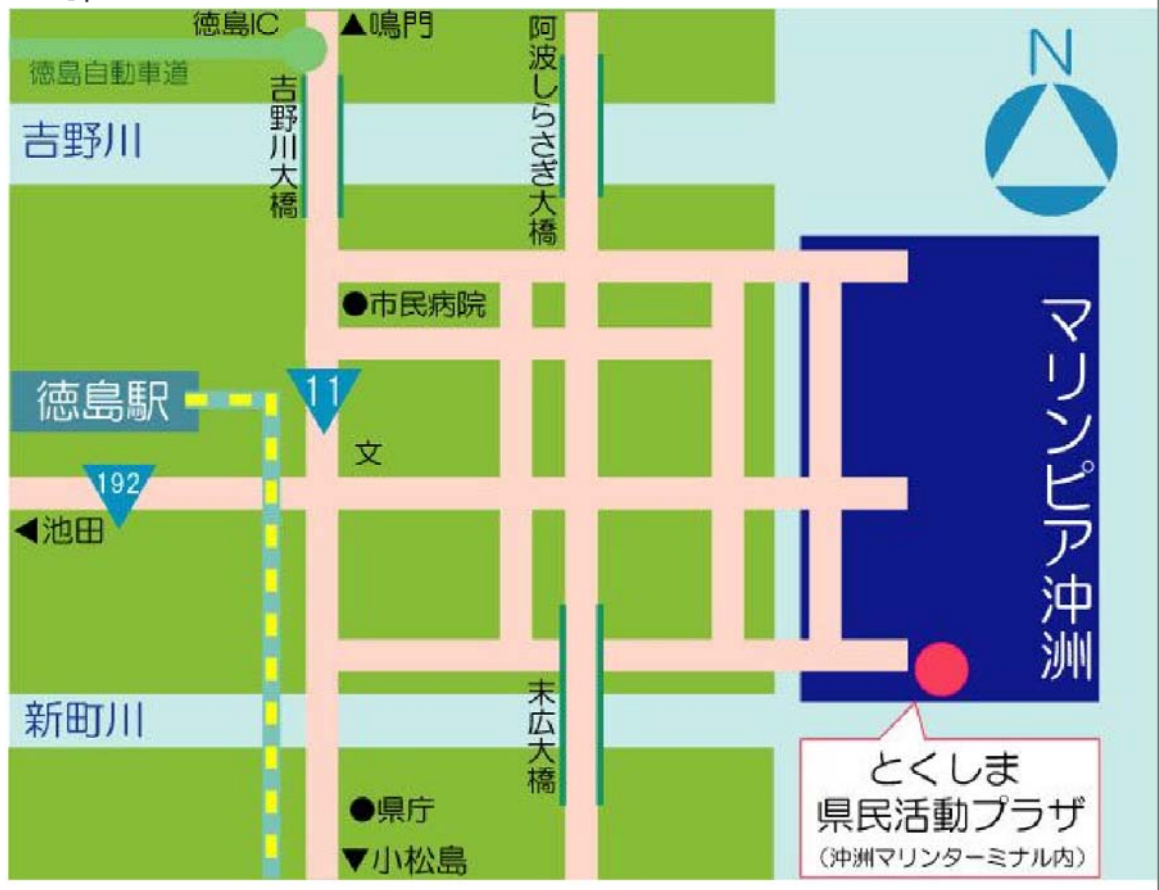 徳島IC
▲鳴門
阿波しらさぎ大橋
N
徳島自動車道
吉野川大橋
吉野川
●市民病院
マリンピア沖洲
徳島駅
11
文
192
◀池田
新町川
末広大橋
とくしま
県民活動プラザ
(沖洲マリンターミナル内)
●県庁
▼小松島